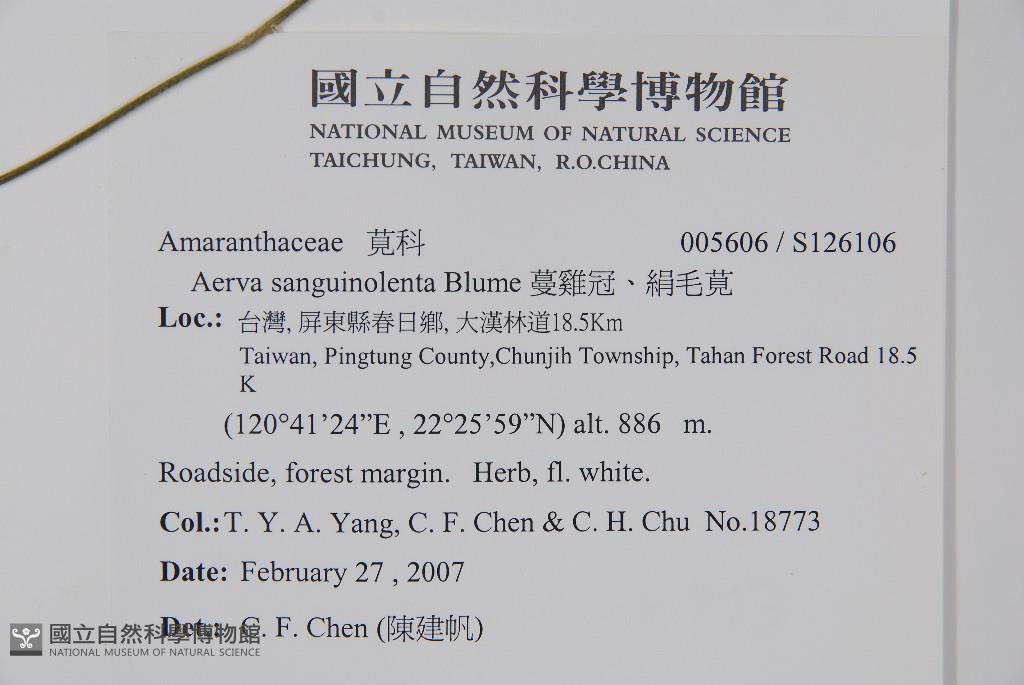 國立自然科學博物館
NATIONAL MUSEUM OF NATURAL SCIENCE
TAICHUNG, TAIWAN, R.O.CHINA
Amaranthaceae 莧科 005606 / S126106
Aerva sanguinolenta Blume 蔓雞冠、絹毛莧
Loc.: 台灣, 屏東縣春日鄉, 大漢林道18.5Km
Taiwan, Pingtung County,Chunjih Township, Tahan Forest Road 18.5
K
(120°41’24”E , 22°25’59”N) alt. 886 m.
Roadside, forest margin. Herb, fl. white.
Col.: T. Y. A. Yang, C. F. Chen & C. H. Chu No.18773
Date: February 27 , 2007
Det.: C. F. Chen (陳建帆)
國立自然科學博物館
NATIONAL MUSEUM OF NATURAL SCIENCE